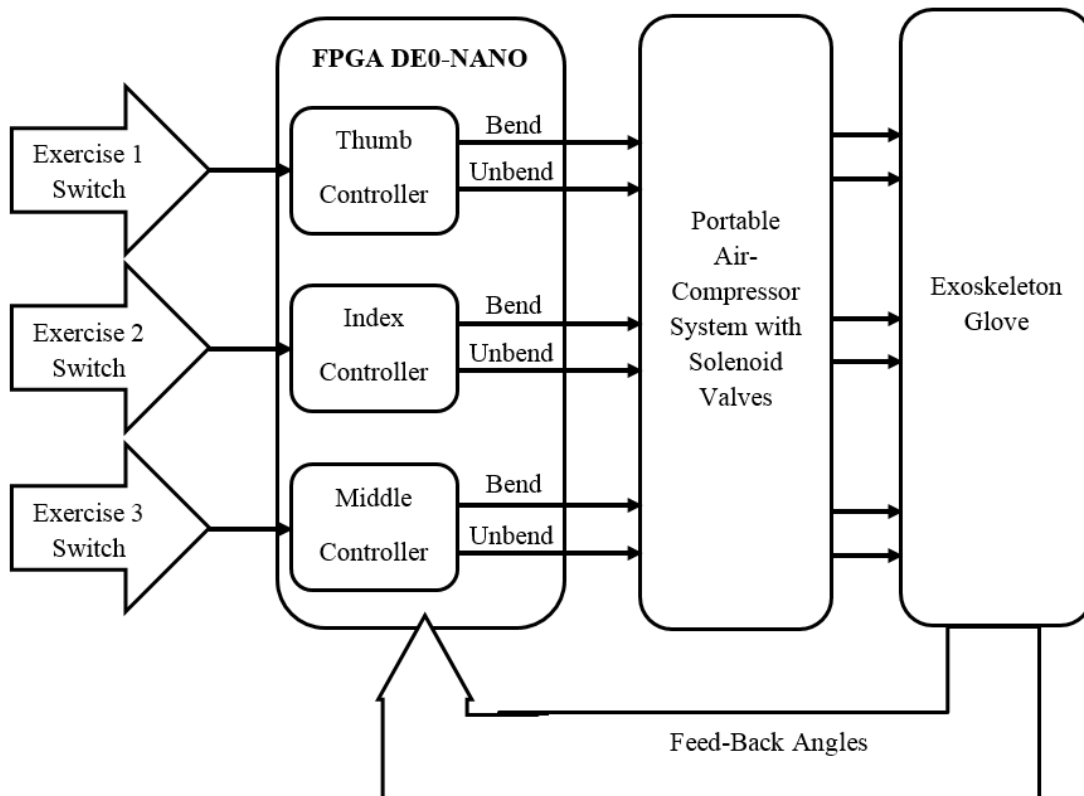 FPGA DE0-NANO
Exercise 1
Switch
Thumb
Controller
Bend
Unbend
Exercise 2
Switch
Index
Controller
Bend
Unbend
Exercise 3
Switch
Middle
Controller
Bend
Unbend
Portable
Air-
Compressor
System with
Solenoid
Valves
Exoskeleton
Glove
Feed-Back Angles